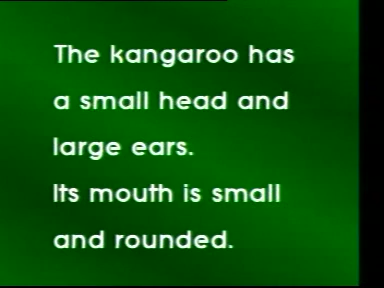 The kangaroo has
a small head and
large ears.
Its mouth is small
and rounded.